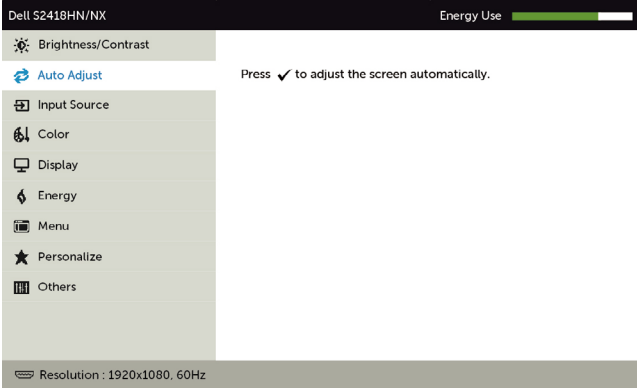 Dell S2418HN/NX
Energy Use
Brightness/Contrast
Auto Adjust
Press ✓ to adjust the screen automatically.
Input Source
Color
Display
Energy
Menu
Personalize
Others
Resolution : 1920x1080, 60Hz